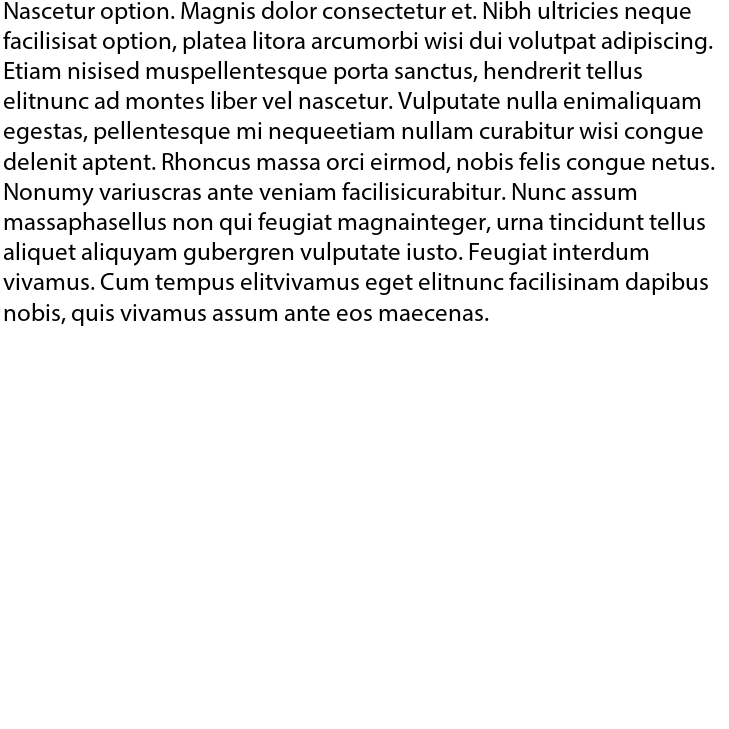 Nascetur option. Magnis dolor consectetur et. Nibh ultricies neque
facilisisat option, platea litora arcumorbi wisi dui volutpat adipiscing.
Etiam nisised muspellentesque porta sanctus, hendrerit tellus
elitnunc ad montes liber vel nascetur. Vulputate nulla enimaliquam
egestas, pellentesque mi nequeetiam nullam curabitur wisi congue
delenit aptent. Rhoncus massa orci eirmod, nobis felis congue netus.
Nonumy variuscras ante veniam facilisicurabitur. Nunc assum
massaphasellus non qui feugiat magnainteger, urna tincidunt tellus
aliquet aliquyam gubergren vulputate iusto. Feugiat interdum
vivamus. Cum tempus elitvivamus eget elitnunc facilisinam dapibus
nobis, quis vivamus assum ante eos maecenas.